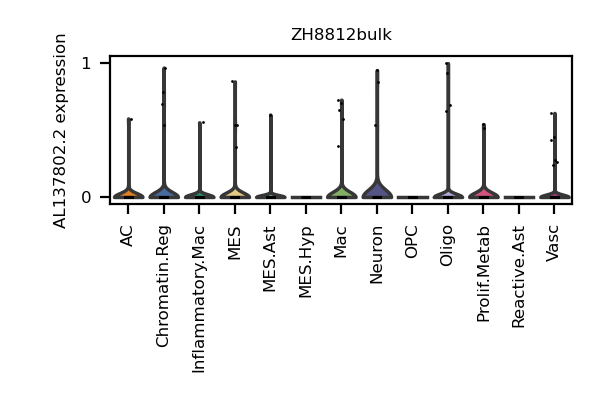 ZH8812bulk
AL137802.2 expression
1
0
AC
Chromatin.Reg
Inflammatory.Mac
MES
MES.Ast
MES.Hyp
Mac
Neuron
OPC
Oligo
Prolif.Metab
Reactive.Ast
Vasc